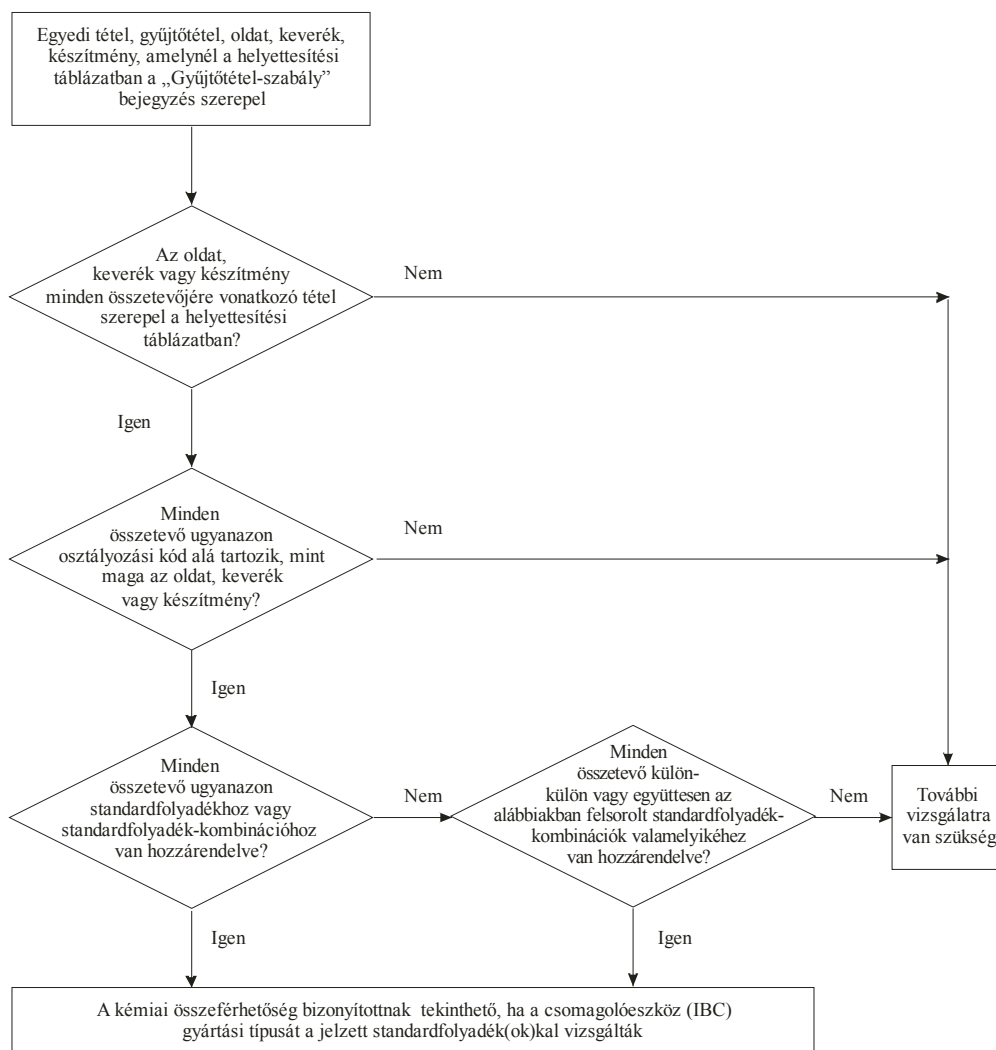 Egyedi tétel, gyűjtőtétel, oldat, keverék,
készítmény, amelynél a helyettesítési
táblázatban a „Gyűjtőtétel-szabály”
bejegyzés szerepel
Az oldat,
keverék vagy készítmény
minden összetevőjére vonatkozó tétel
szerepel a helyettesítési
táblázatban?
Nem
Igen
Minden
összetevő ugyanazon
osztályozási kód alá tartozik, mint
maga az oldat, keverék
vagy készítmény?
Nem
Igen
Minden
összetevő ugyanazon
standardfolyadékhoz vagy
standardfolyadék-kombinációhoz
van hozzárendelve?
Nem
Minden
összetevő külön-
külön vagy együttesen az
alábbiakban felsorolt standardfolyadék-
kombinációk valamelyikéhez
van hozzárendelve?
Nem
További
vizsgálatra
van szükség
Igen
Igen
A kémiai összeférhetőség bizonyítottnak tekinthető, ha a csomagolóeszköz (IBC)
gyártási típusát a jelzett standardfolyadék(ok)kal vizsgálták